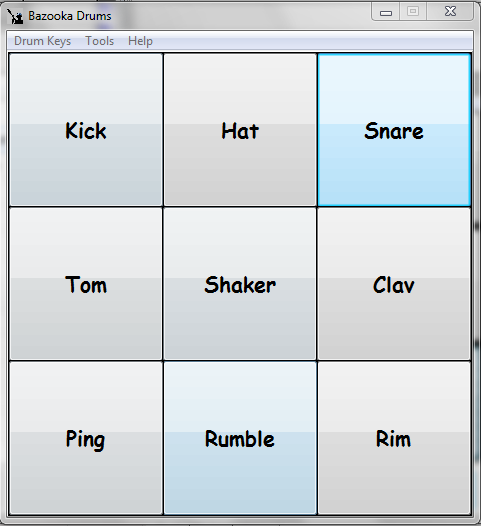 Bazooka Drums
Drum Keys Tools Help
Kick Hat Snare
Tom Shaker Clav
Ping Rumble Rim